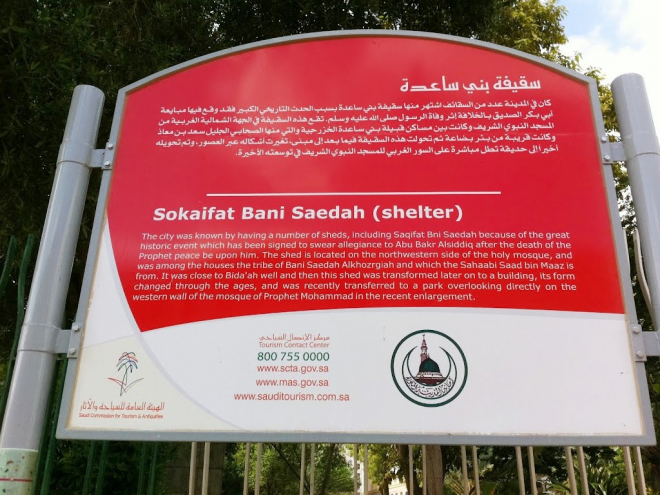 سقيفة بني ساعدة
كان في المدينة عدد من السقائف اشتهر منها سقيفة بني ساعدة بسبب الحدث التاريخي الكبير فقد وقع فيها مبايعة
أبي بكر الصديق بالخلافة إثر وفاة الرسول صلى الله عليه وسلم. تقع هذه السقيفة في الجهة الشمالية الغربية من
المسجد النبوي الشريف وكانت بين مساكن قبيلة بني ساعدة الخزرجية والتي منها الصحابي الجليل سعد بن معاذ
وكانت قريبة من بئر بضاعة ثم تحولت هذه السقيفة فيما بعد إلى مبنى، تغيرت أشكاله عبر العصور، وتم تحويله
أخيرا إلى حديقة تطل مباشرة على السور الغربي للمسجد النبوي الشريف في توسعته الأخيرة.
Sokaifat Bani Saedah (shelter)
The city was known by having a number of sheds, including Saqifat Bni Saedah because of the great
historic event which has been signed to swear allegiance to Abu Bakr Alsiddiq after the death of the
Prophet peace be upon him. The shed is located on the northwestern side of the holy mosque, and
was among the houses the tribe of Bani Saedah Alkhozrgiah and which the Sahaabi Saad bin Maaz is
from. It was close to Bida'ah well and then this shed was transformed later on to a building, its form
changed through the ages, and was recently transferred to a park overlooking directly on the
western wall of the mosque of Prophet Mohammad in the recent enlargement.
مركز الاتصال السياحي
Tourism Contact Center
800 755 0000
www.scta.gov.sa
www.mas.gov.sa
www.sauditourism.com.sa
الهيئة العامة للسياحة والآثار
Saudi Commission for Tourism & Antiquities